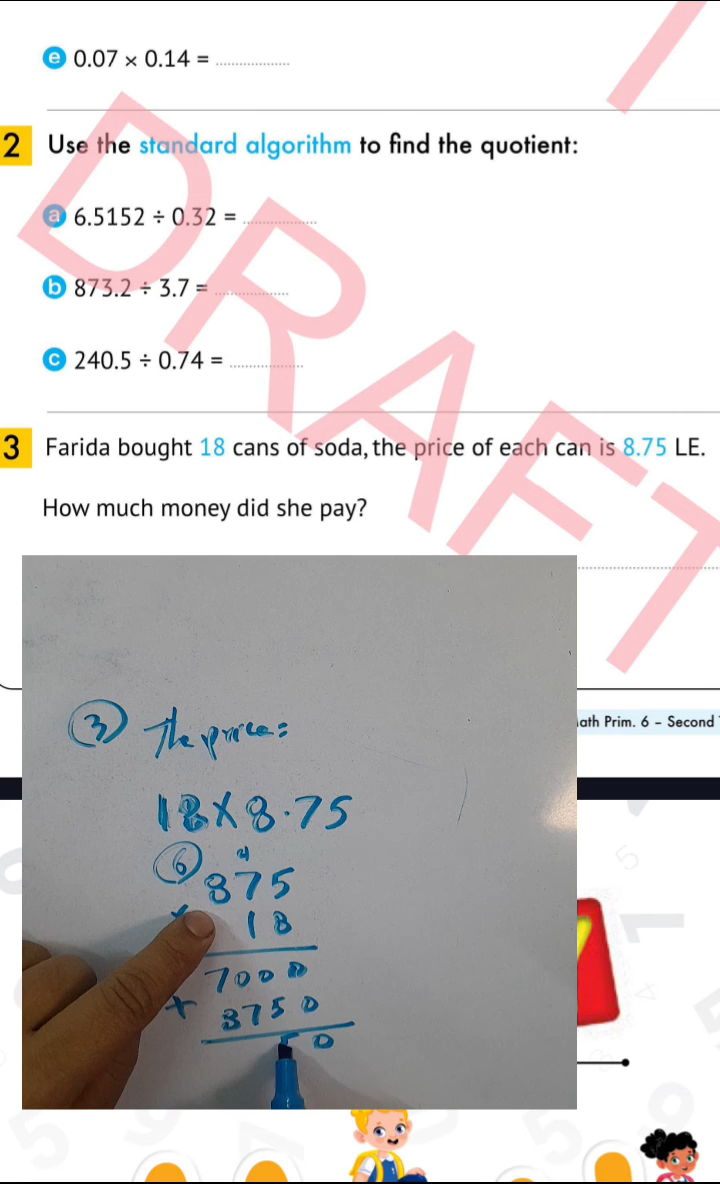 e 0.07 × 0.14 = ....................
2 Use the standard algorithm to find the quotient:
a 6.5152 ÷ 0.32 = ....................
b 873.2 ÷ 3.7 = ....................
c 240.5 ÷ 0.74 = ....................
3 Farida bought 18 cans of soda, the price of each can is 8.75 LE.
How much money did she pay?
DRAFT
3 The price:
18 X 8.75
6 4
875
18
7000
+ 8750
50
ath Prim. 6 - Second